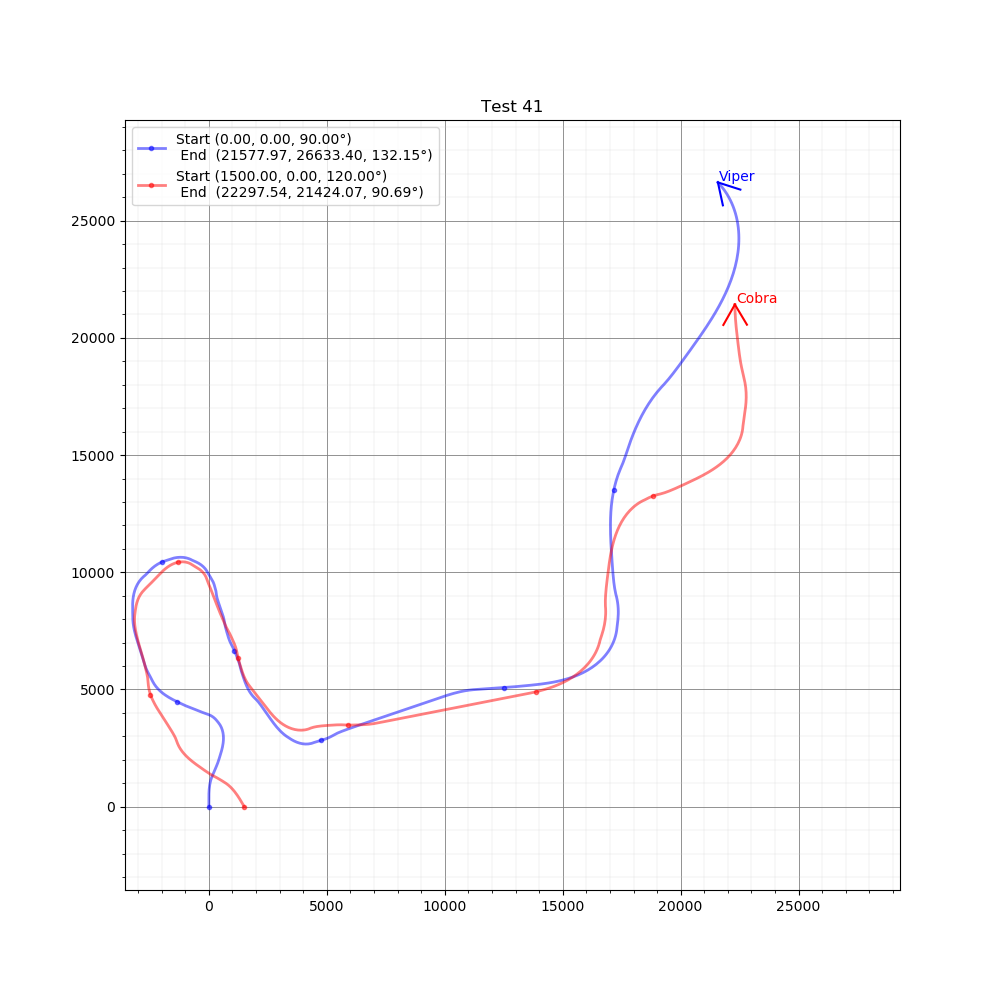 Test 41
Start (0.00, 0.00, 90.00°)
End (21577.97, 26633.40, 132.15°)
Start (1500.00, 0.00, 120.00°)
End (22297.54, 21424.07, 90.69°)
Viper
Cobra
25000
20000
15000
10000
5000
0
0 5000 10000 15000 20000 25000